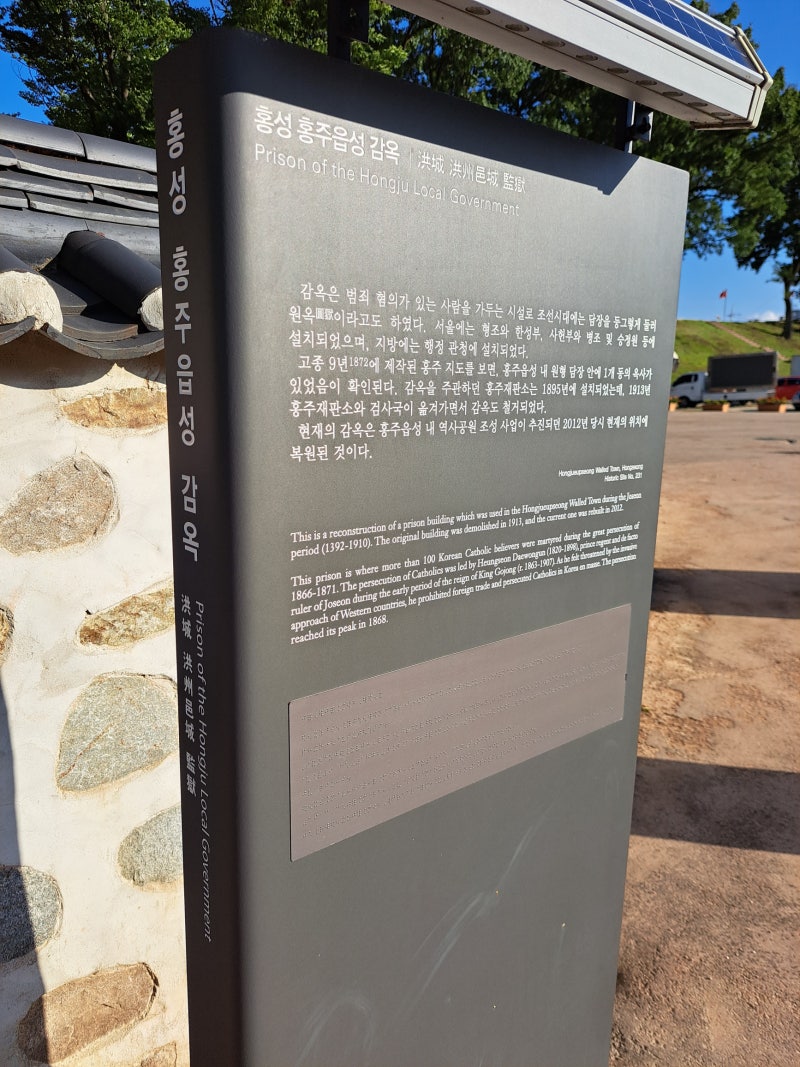 홍성 홍주읍성 감옥 洪城 洪州邑城 監獄
Prison of the Hongju Local Government
감옥은 범죄 혐의가 있는 사람을 가두는 시설로 조선시대에는 담장을 둥그렇게 둘러
원옥圓獄이라고도 하였다. 서울에는 형조와 한성부, 사헌부와 병조 및 승정원 등에
설치되었으며, 지방에는 행정 관청에 설치되었다.
고종 9년1872에 제작된 홍주 지도를 보면, 홍주읍성 내 원형 담장 안에 1개 동의 옥사가
있었음이 확인된다. 감옥을 주관하던 홍주재판소는 1895년에 설치되었는데, 1913년
홍주재판소와 검사국이 옮겨가면서 감옥도 철거되었다.
현재의 감옥은 홍주읍성 내 역사공원 조성 사업이 추진되던 2012년 당시 현재의 위치에
복원된 것이다.
Hongjueupseong Walled Town, Hongseong
Historic Site No. 231
This is a reconstruction of a prison building which was used in the Hongjueupseong Walled Town during the Joseon
period (1392-1910). The original building was demolished in 1913, and the current one was rebuilt in 2012.
This prison is where more than 100 Korean Catholic believers were martyred during the great persecution of
1866-1871. The persecution of Catholics was led by Heungseon Daewongun (1820-1898), prince regent and de facto
ruler of Joseon during the early period of the reign of King Gojong (r. 1863-1907). As he felt threatened by the invasive
approach of Western countries, he prohibited foreign trade and persecuted Catholics in Korea en masse. The persecution
reached its peak in 1868.
홍성 홍주읍성 감옥
洪城 洪州邑城 監獄
Prison of the Hongju Local Government